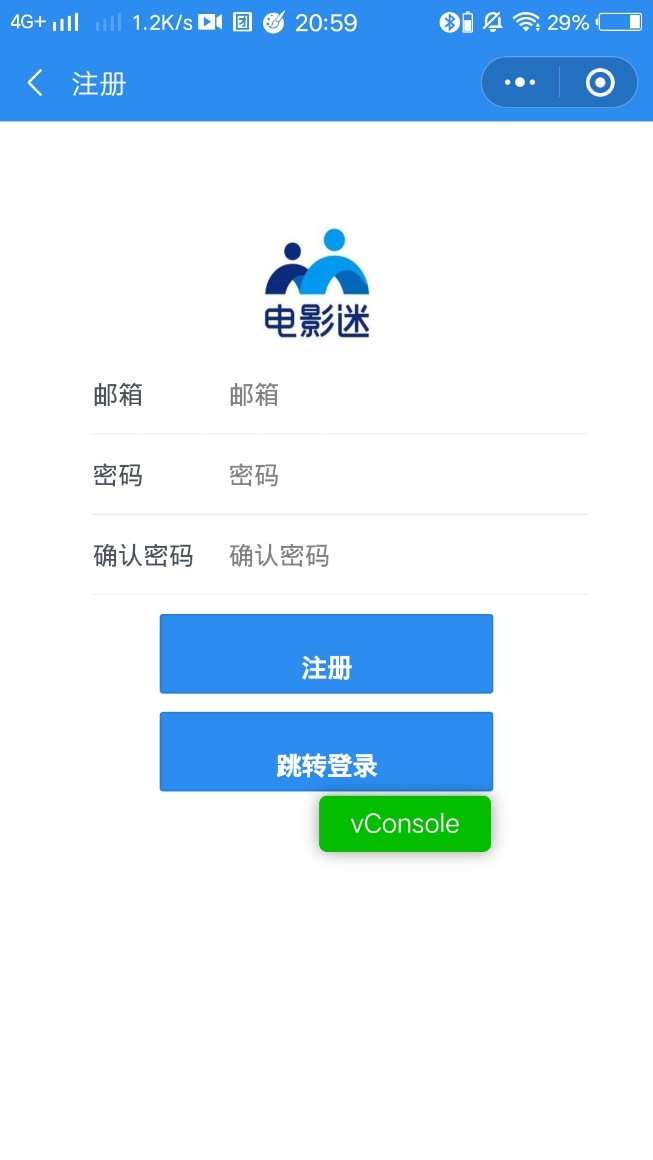 4G+ 1.2K/s 20:59 29%
注册
电影迷
邮箱 邮箱
密码 密码
确认密码 确认密码
注册
跳转登录
vConsole